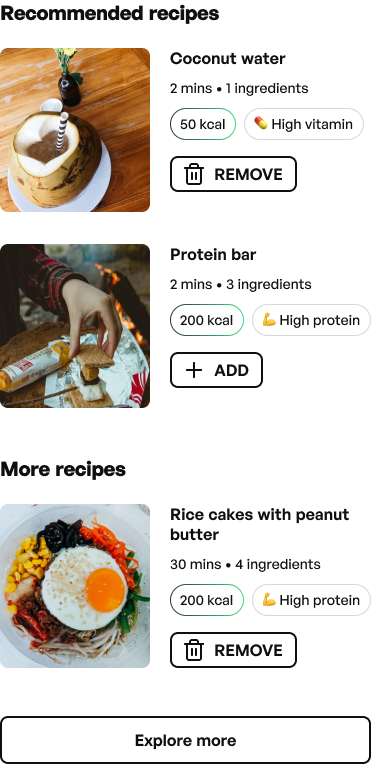 Recommended recipes
Coconut water
2 mins • 1 ingredients
50 kcal
💊 High vitamin
REMOVE
Protein bar
2 mins • 3 ingredients
200 kcal
💪 High protein
ADD
More recipes
Rice cakes with peanut
butter
30 mins • 4 ingredients
200 kcal
💪 High protein
REMOVE
Explore more